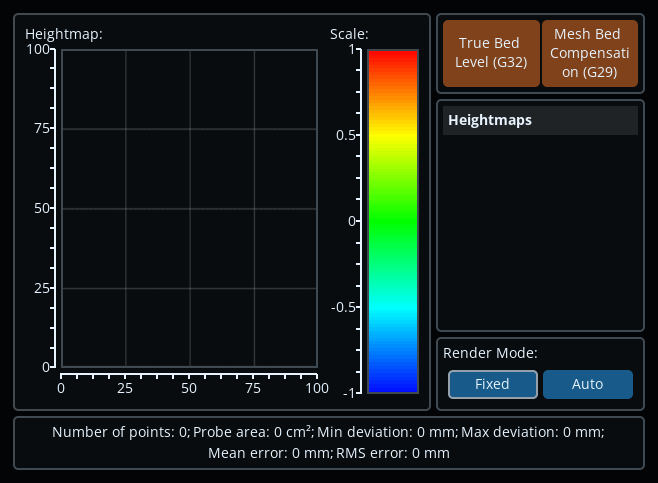 Heightmap:
Scale:
100
75
50
25
0
0 25 50 75 100
1
0.5
0
-0.5
-1
True Bed
Level (G32)
Mesh Bed
Compensati
on (G29)
Heightmaps
Render Mode:
Fixed
Auto
Number of points: 0; Probe area: 0 cm²; Min deviation: 0 mm; Max deviation: 0 mm;
Mean error: 0 mm; RMS error: 0 mm